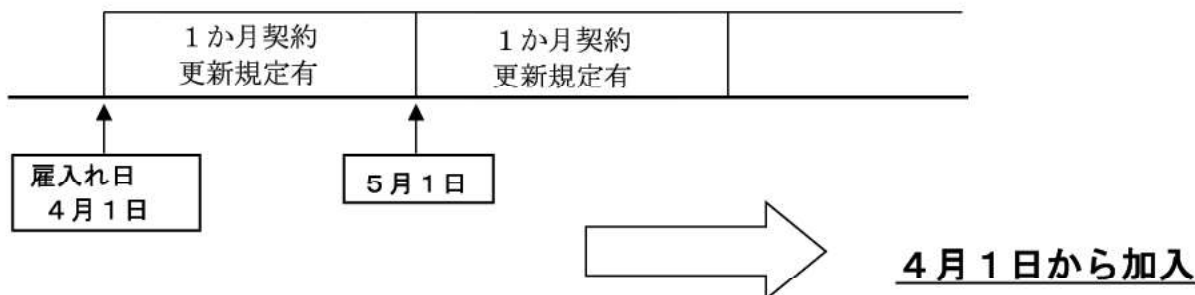 １か月契約
更新規定有
１か月契約
更新規定有
雇入れ日
４月１日
５月１日
４月１日から加入